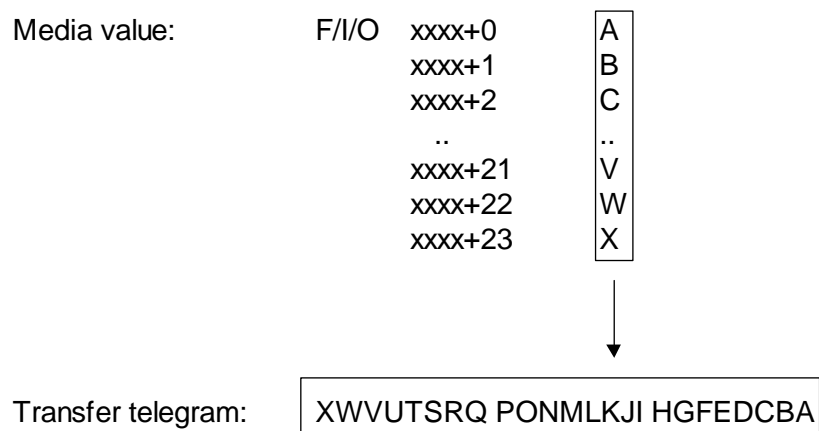 Media value: F/I/O xxxx+0 A
xxxx+1 B
xxxx+2 C
.. ..
xxxx+21 V
xxxx+22 W
xxxx+23 X
Transfer telegram: XWVUTSRQ PONMLKJI HGFEDCBA